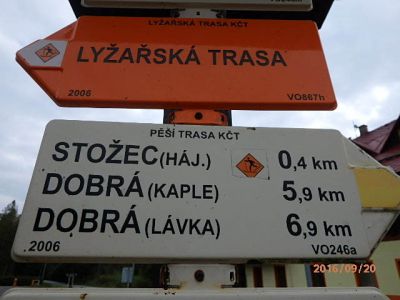 LYŽAŘSKÁ TRASA KČT
LYŽAŘSKÁ TRASA
2006 VO867h
PĚŠÍ TRASA KČT
STOŽEC (HÁJ.) 0,4 km
DOBRÁ (KAPLE) 5,9 km
DOBRÁ (LÁVKA) 6,9 km
2006 VO246a
2016/09/20